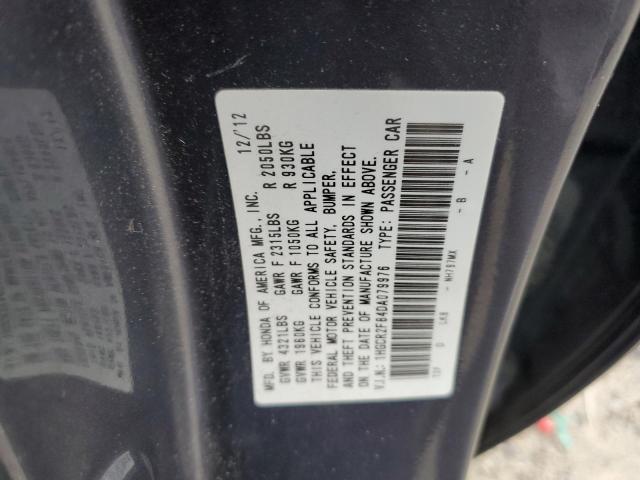 MFD. BY HONDA OF AMERICA MFG., INC. 12/12
GVWR 4321LBS GAWR F 2315LBS R 2050LBS
GVWR 1960KG GAWR F 1050KG R 930KG
THIS VEHICLE CONFORMS TO ALL APPLICABLE
FEDERAL MOTOR VEHICLE SAFETY, BUMPER,
AND THEFT PREVENTION STANDARDS IN EFFECT
ON THE DATE OF MANUFACTURE SHOWN ABOVE.
V.I.N.: 1HGCR2F84DA079976 TYPE: PASSENGER CAR
NH797MX - B - A